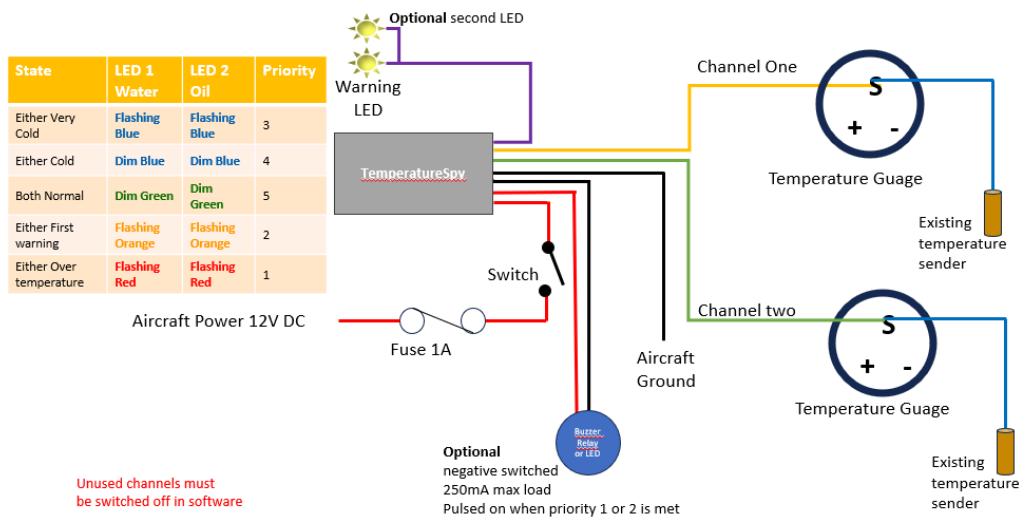 Optional second LED
State LED 1 Water LED 2 Oil Priority
Either Very Cold Flashing Blue Flashing Blue 3
Either Cold Dim Blue Dim Blue 4
Both Normal Dim Green Dim Green 5
Either First warning Flashing Orange Flashing Orange 2
Either Over temperature Flashing Red Flashing Red 1
Warning
LED
TemperatureSpy
Channel One
S
+ -
Temperature Guage
Existing
temperature
sender
Switch
Aircraft Power 12V DC
Fuse 1A
Channel two
S
+ -
Temperature Guage
Aircraft
Ground
Existing
temperature
sender
Buzzer
Relay
or LED
Optional
negative switched
250mA max load
Pulsed on when priority 1 or 2 is met
Unused channels must
be switched off in software